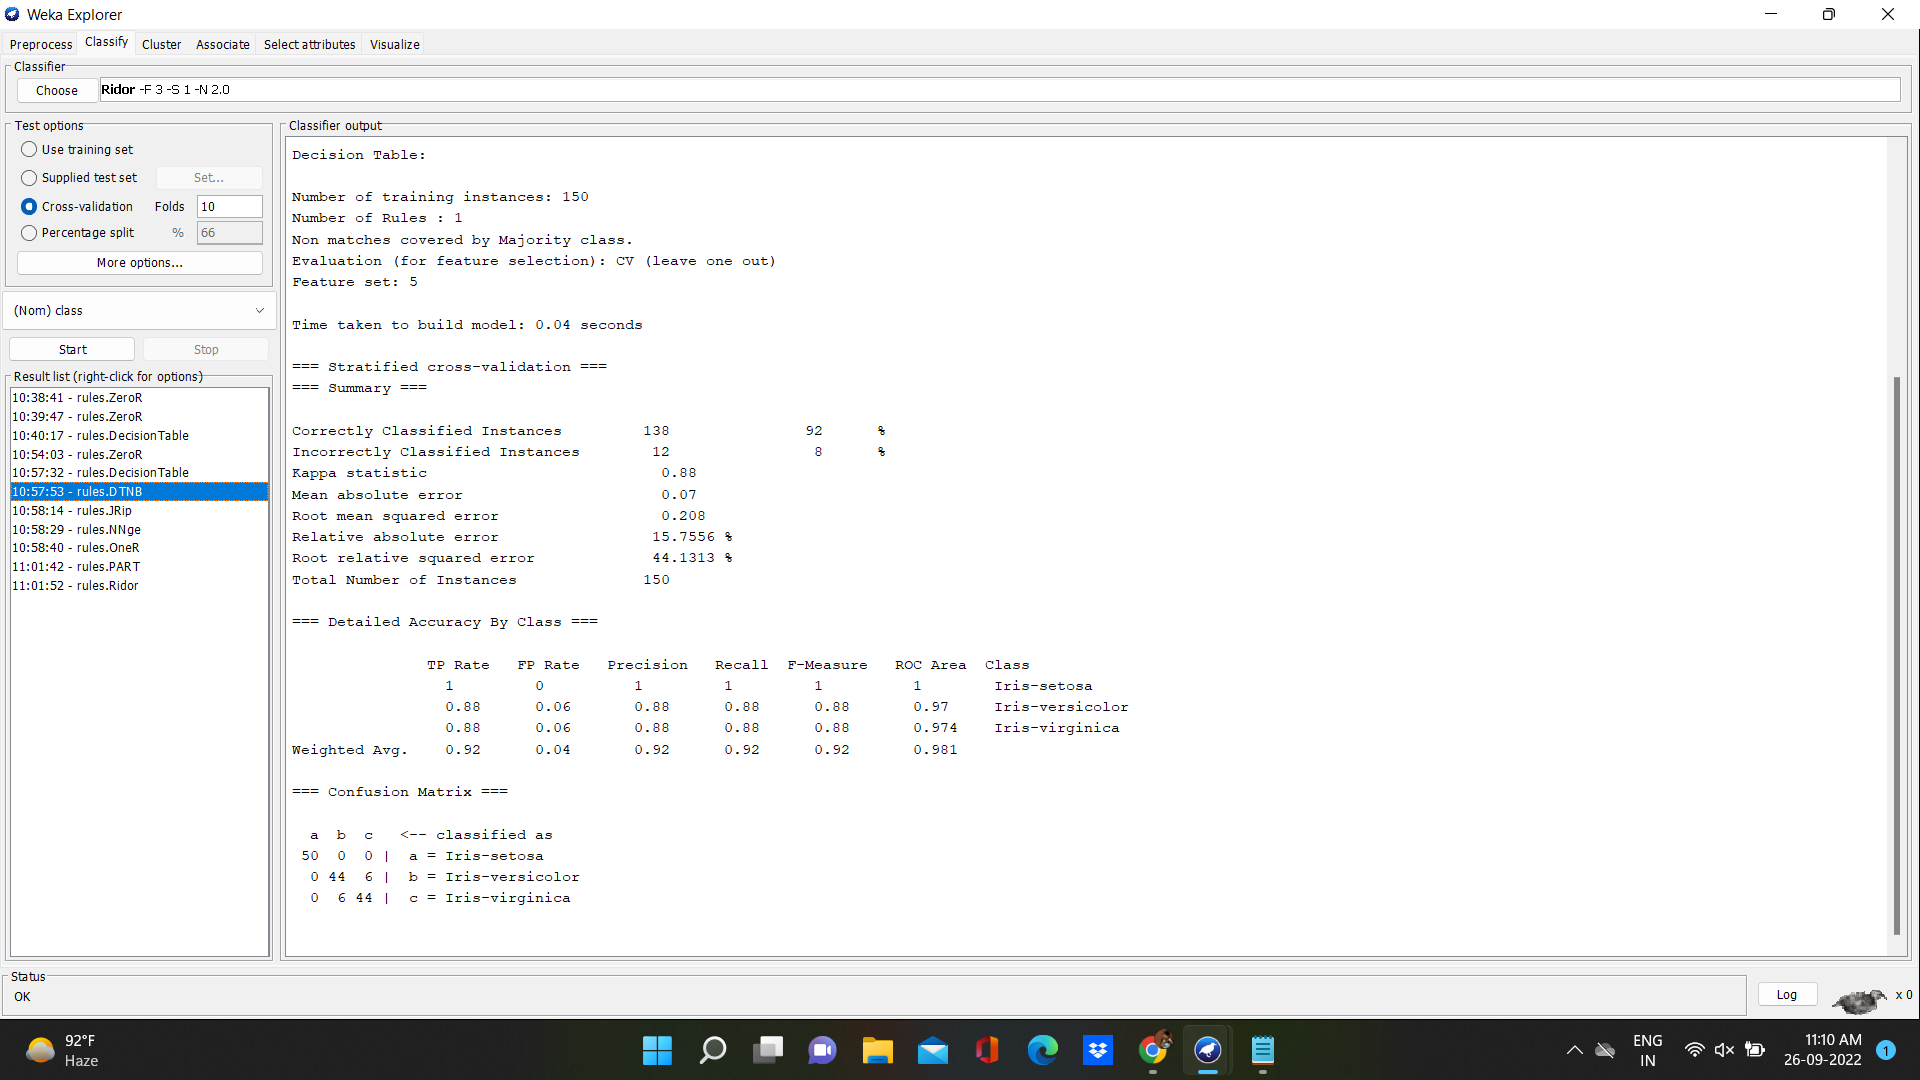 Weka Explorer
Preprocess Classify Cluster Associate Select attributes Visualize
Classifier
Choose Ridor -F 3 -S 1 -N 2.0
Test options
Use training set
Supplied test set Set...
Cross-validation Folds 10
Percentage split % 66
More options...
(Nom) class
Start Stop
Result list (right-click for options)
10:38:41 - rules.ZeroR
10:39:47 - rules.ZeroR
10:40:17 - rules.DecisionTable
10:54:03 - rules.ZeroR
10:57:32 - rules.DecisionTable
10:57:53 - rules.DTNB
10:58:14 - rules.JRip
10:58:29 - rules.NNge
10:58:40 - rules.OneR
11:01:42 - rules.PART
11:01:52 - rules.Ridor
Classifier output
Decision Table:
Number of training instances: 150
Number of Rules : 1
Non matches covered by Majority class.
Evaluation (for feature selection): CV (leave one out)
Feature set: 5
Time taken to build model: 0.04 seconds
=== Stratified cross-validation ===
=== Summary ===
Correctly Classified Instances 138 92 %
Incorrectly Classified Instances 12 8 %
Kappa statistic 0.88
Mean absolute error 0.07
Root mean squared error 0.208
Relative absolute error 15.7556 %
Root relative squared error 44.1313 %
Total Number of Instances 150
=== Detailed Accuracy By Class ===
TP Rate FP Rate Precision Recall F-Measure ROC Area Class
1 0 1 1 1 1 Iris-setosa
0.88 0.06 0.88 0.88 0.88 0.97 Iris-versicolor
0.88 0.06 0.88 0.88 0.88 0.974 Iris-virginica
Weighted Avg. 0.92 0.04 0.92 0.92 0.92 0.981
=== Confusion Matrix ===
a b c <-- classified as
50 0 0 | a = Iris-setosa
0 44 6 | b = Iris-versicolor
0 6 44 | c = Iris-virginica
Status
OK
Log x 0
92°F
Haze
ENG
IN
11:10 AM
26-09-2022
1